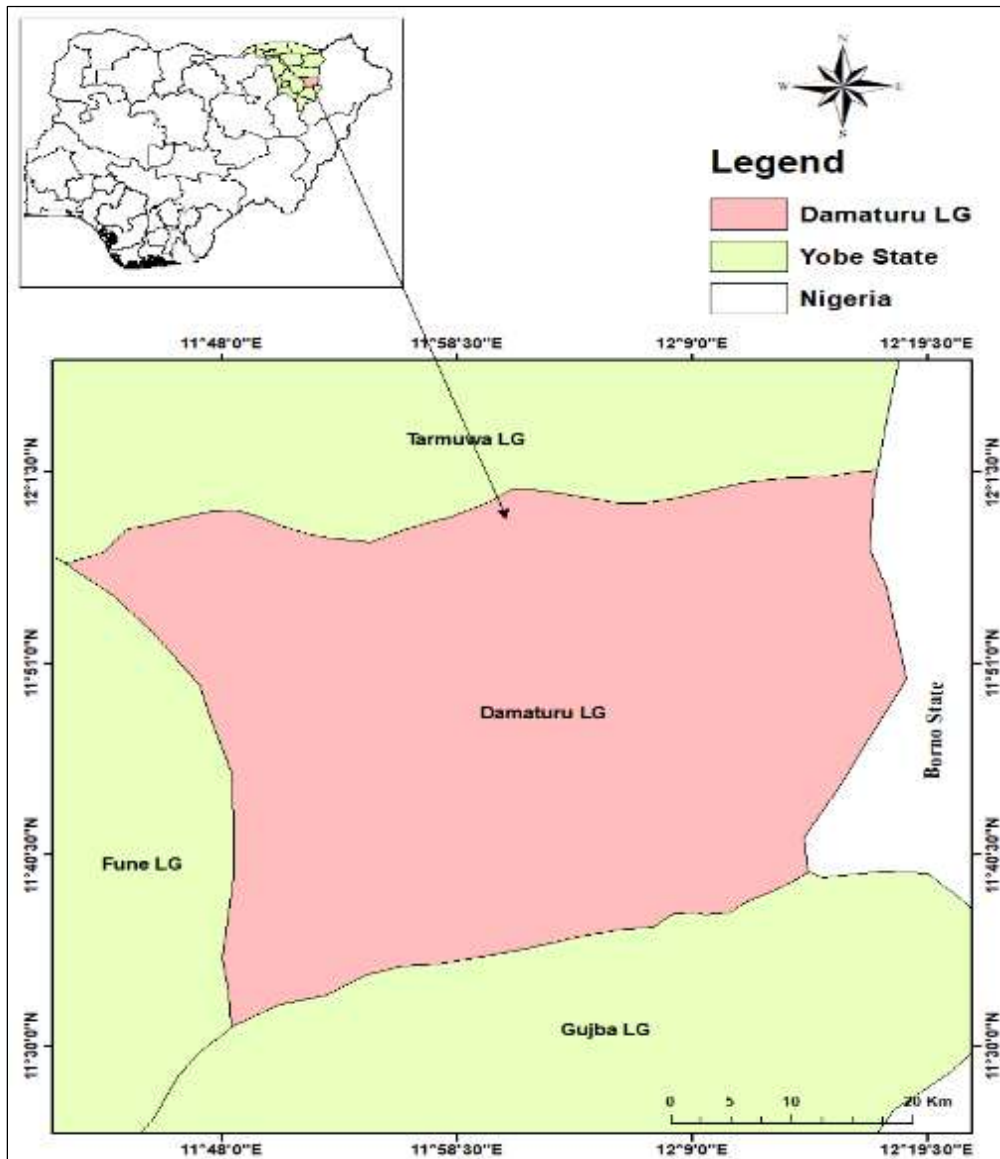 N
W
E
S
Legend
Damaturu LG
Yobe State
Nigeria
11°48'0"E 11°58'30"E 12°9'0"E 12°19'30"E
Tarmuwa LG
12°1'30"N 12°1'30"N
11°51'0"N 11°51'0"N
Damaturu LG
Borno State
11°40'30"N 11°40'30"N
Fune LG
Gujba LG
11°30'0"N 11°30'0"N
0 5 10 20 Km
11°48'0"E 11°58'30"E 12°9'0"E 12°19'30"E